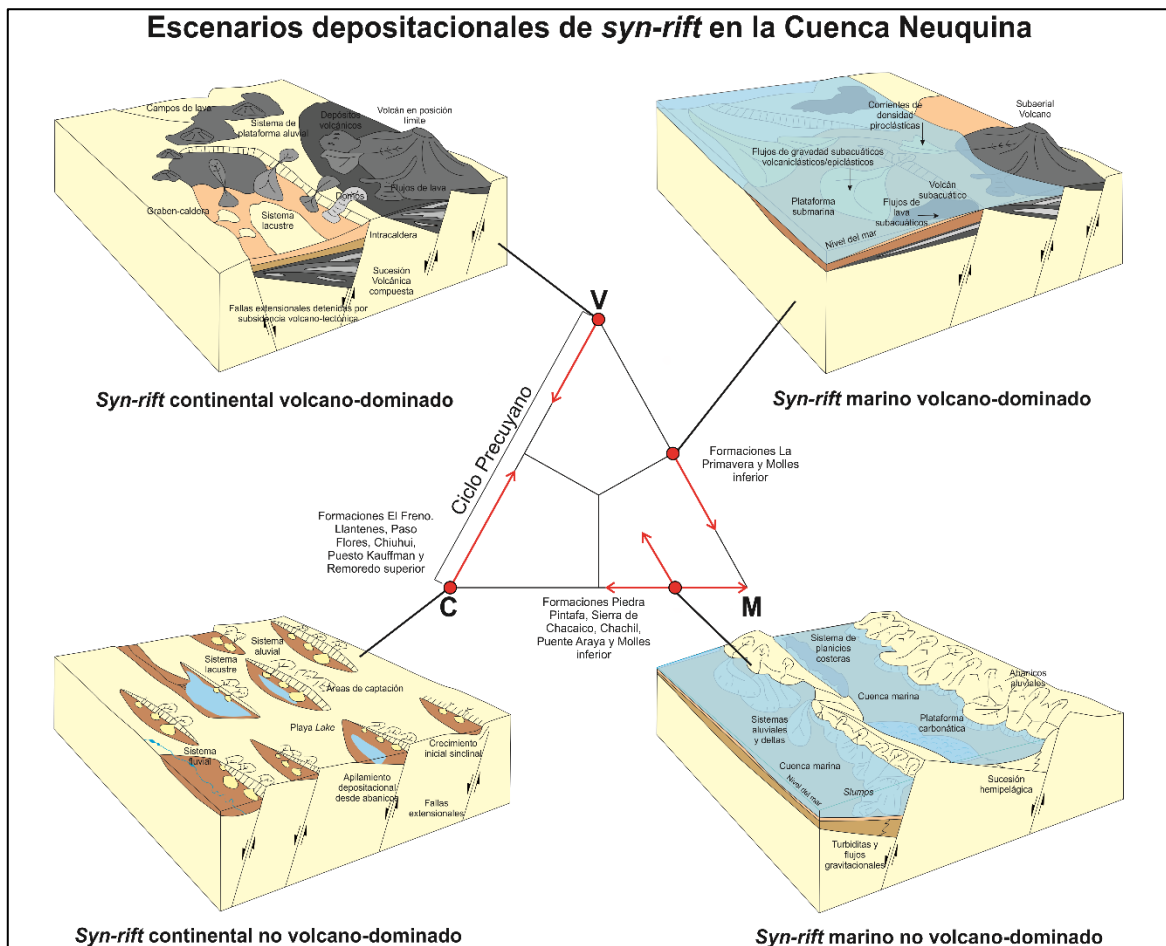 Escenarios depositacionales de syn-rift en la Cuenca Neuquina
Campos de lava
Sistema de
plataforma aluvial
Depósitos
volcánicos
Volcán en posición
límite
Flujos de lava
Domos
Graben-caldera
Sistema
lacustre
Intracaldera
Sucesión
Volcánica
compuesta
Fallas extensionales detenidas por
subsidencia volcano-tectónica
Syn-rift continental volcano-dominado
Corrientes de
densidad
piroclásticas
Subaerial
Volcano
Flujos de gravedad subacuáticos
volcaniclásticos/epiclásticos
Volcán
subacuático
Plataforma
submarina
Flujos de
lava
subacuáticos
Nivel del mar
Syn-rift marino volcano-dominado
V
Ciclo Precuyano
Formaciones La
Primavera y Molles
inferior
Formaciones El Freno.
Llantenes, Paso
Flores, Chiuhui,
Puesto Kauffman y
Remoredo superior
C
M
Formaciones Piedra
Pintafa, Sierra de
Chacaico, Chachil,
Puente Araya y Molles
inferior
Sistema
aluvial
Sistema
lacustre
Áreas de captación
Playa Lake
Sistema
fluvial
Crecimiento
inicial sinclinal
Apilamiento
depositacional
desde abanicos
Fallas
extensionales
Syn-rift continental no volcano-dominado
Sistema de
planicies
costeras
Abanicos
aluviales
Cuenca marina
Plataforma
carbonática
Sistemas
aluviales
y deltas
Cuenca marina
Nivel del mar
Slumps
Sucesión
hemipelágica
Turbiditas y
flujos
gravitacionales
Syn-rift marino no volcano-dominado